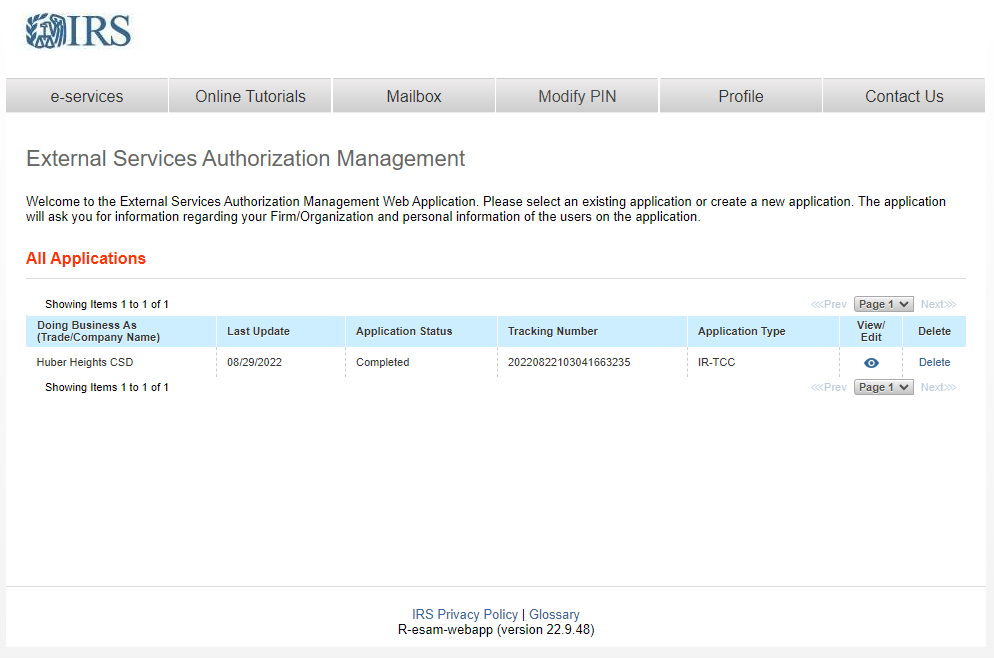 IRS
e-services Online Tutorials Mailbox Modify PIN Profile Contact Us
External Services Authorization Management
Welcome to the External Services Authorization Management Web Application. Please select an existing application or create a new application. The application
will ask you for information regarding your Firm/Organization and personal information of the users on the application.
All Applications
Showing Items 1 to 1 of 1 <<<Prev Page 1 Next>>>
Doing Business As
(Trade/Company Name) Last Update Application Status Tracking Number Application Type View/
Edit Delete
Huber Heights CSD 08/29/2022 Completed 20220822103041663235 IR-TCC Delete
Showing Items 1 to 1 of 1 <<<Prev Page 1 Next>>>
IRS Privacy Policy | Glossary
R-esam-webapp (version 22.9.48)